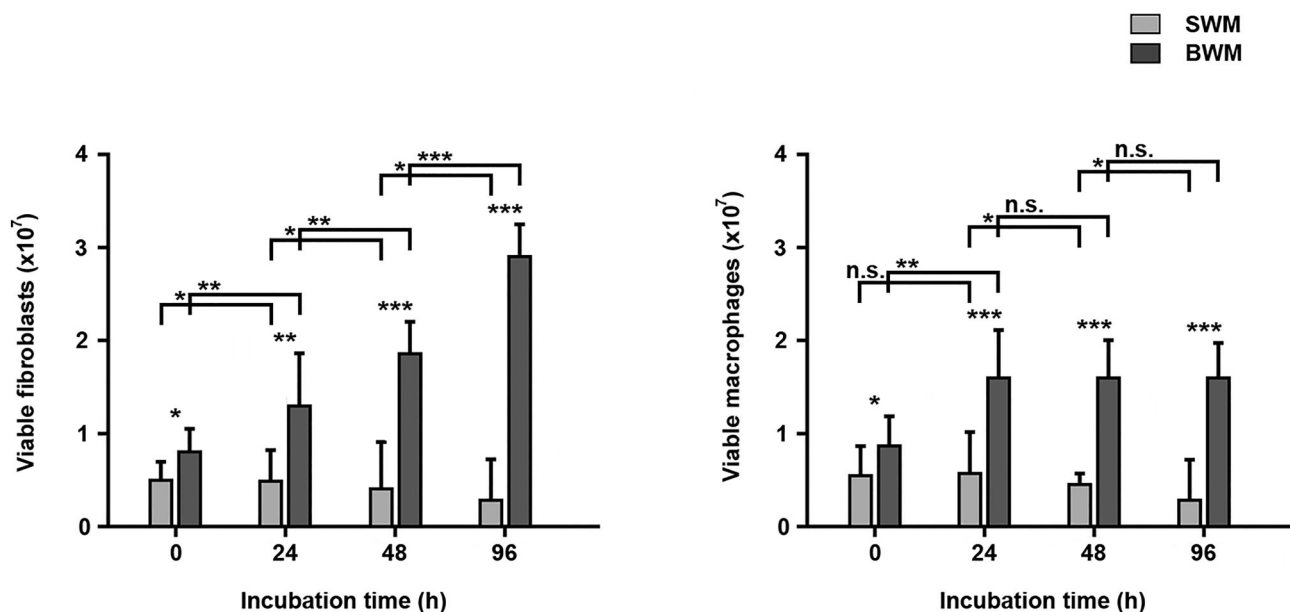 SWM
BWM
Viable fibroblasts (x10⁷)
4
3
2
1
0
* **
* **
* ***
*
**
***
***
0 24 48 96
Incubation time (h)
Viable macrophages (x10⁷)
4
3
2
1
0
n.s. **
* n.s.
* n.s.
*
***
***
***
0 24 48 96
Incubation time (h)